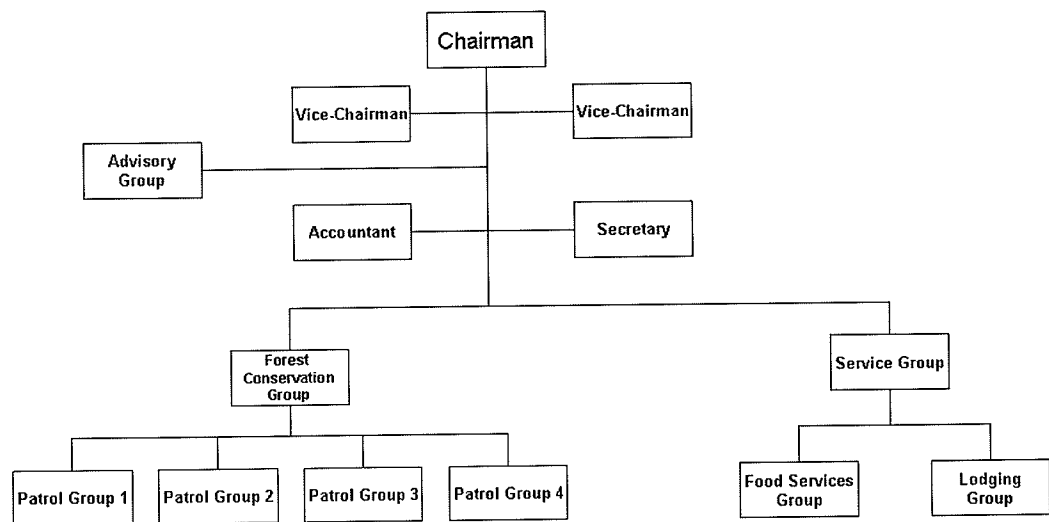 Chairman
Vice-Chairman
Vice-Chairman
Advisory
Group
Accountant
Secretary
Forest
Conservation
Group
Service Group
Patrol Group 1
Patrol Group 2
Patrol Group 3
Patrol Group 4
Food Services
Group
Lodging
Group